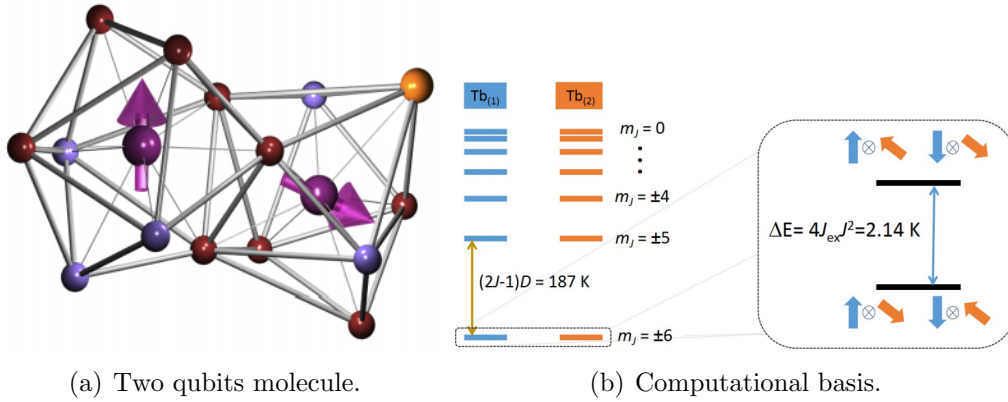 Tb(1) Tb(2)
mJ = 0
mJ = ±4
mJ = ±5
(2J-1)D = 187 K
mJ = ±6
ΔE= 4JexJ²=2.14 K
(a) Two qubits molecule.
(b) Computational basis.